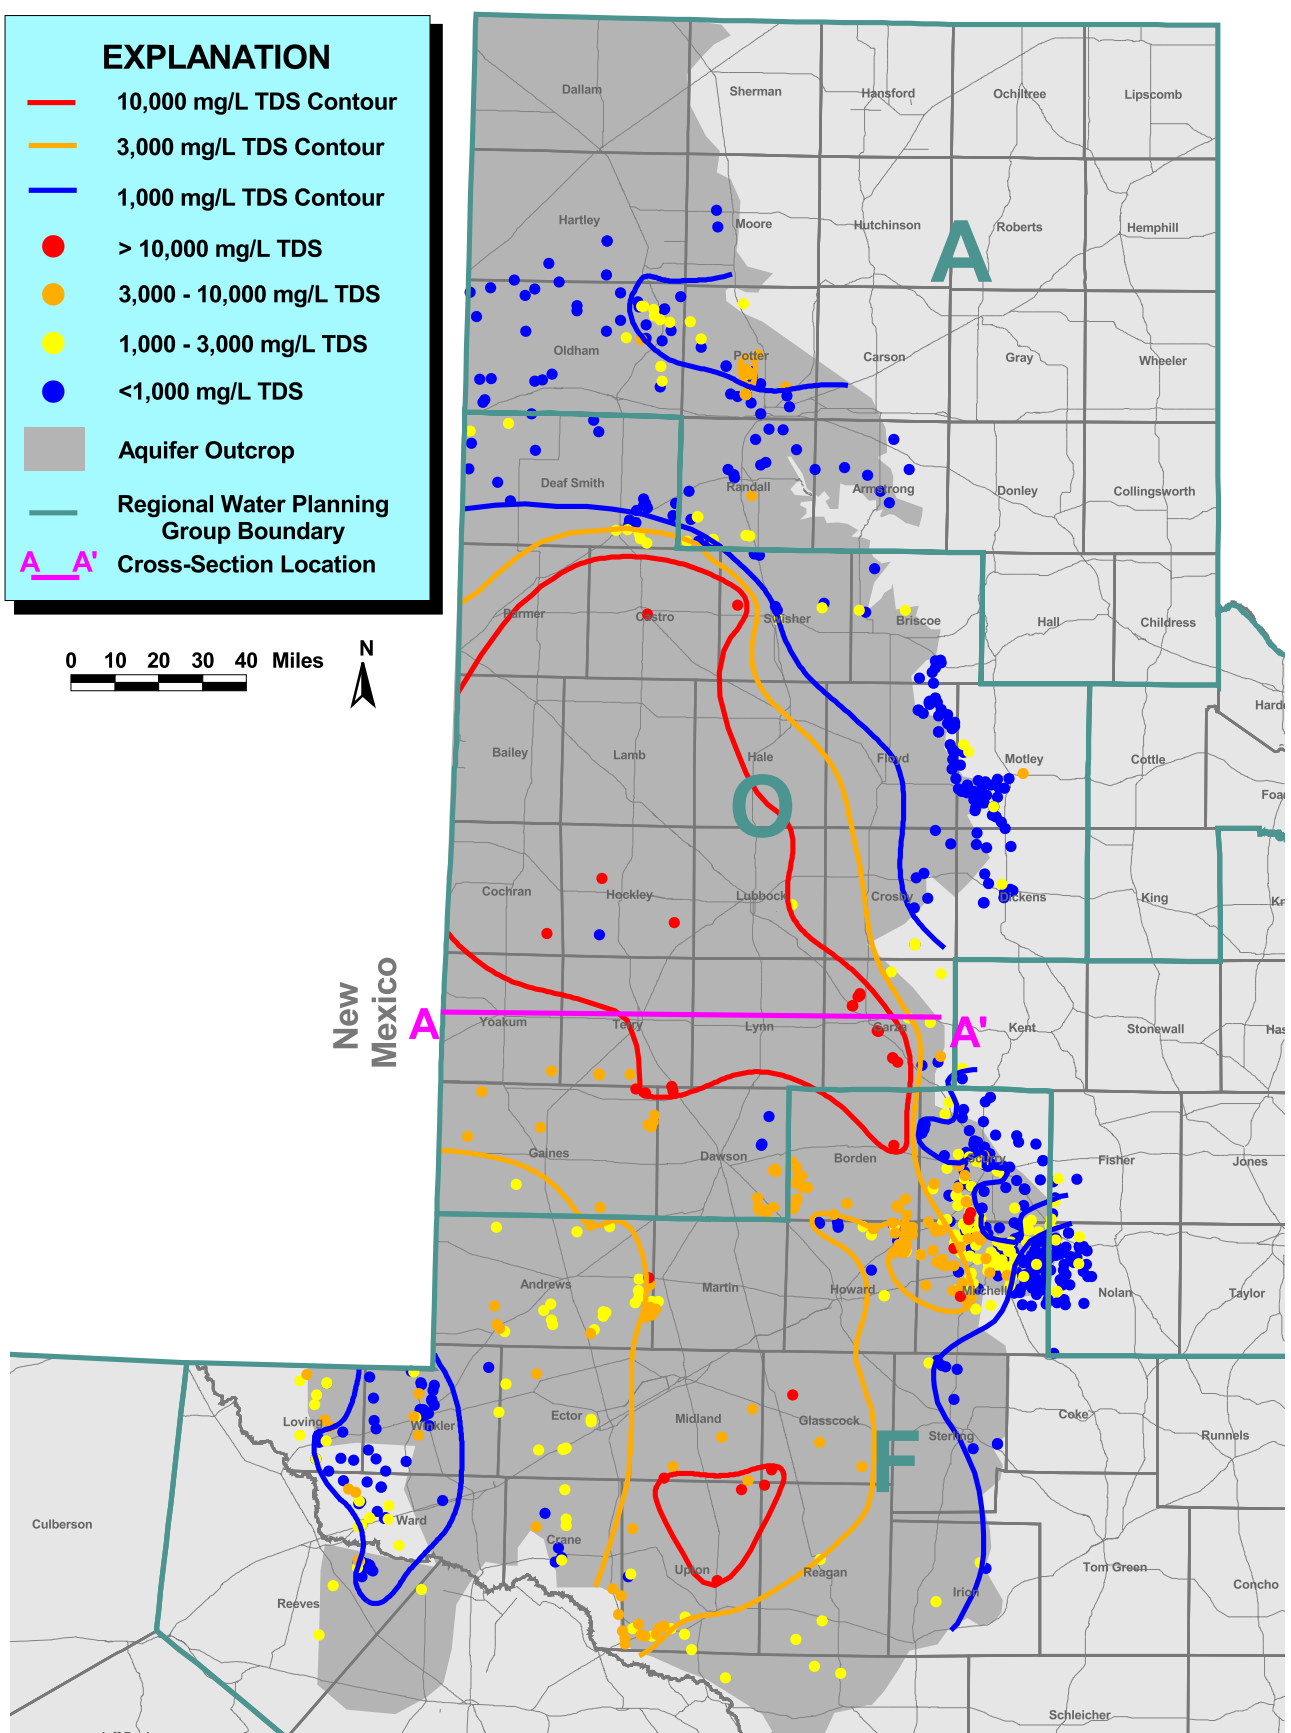 EXPLANATION
10,000 mg/L TDS Contour
3,000 mg/L TDS Contour
1,000 mg/L TDS Contour
> 10,000 mg/L TDS
3,000 - 10,000 mg/L TDS
1,000 - 3,000 mg/L TDS
<1,000 mg/L TDS
Aquifer Outcrop
Regional Water Planning
Group Boundary
A A' Cross-Section Location
N
0 10 20 30 40 Miles
Dallam Sherman Hansford Ochiltree Lipscomb
Hartley Moore Hutchinson Roberts Hemphill
A
Oldham Potter Carson Gray Wheeler
Deaf Smith Randall Armstrong Donley Collingsworth
Parmer Castro Swisher Briscoe Hall Childress
Bailey Lamb Hale Floyd Motley Cottle
O
Cochran Hockley Lubbock Crosby Dickens King
New
Mexico
A Yoakum Terry Lynn Garza A' Kent Stonewall
Gaines Dawson Borden Scurry Fisher Jones
Andrews Martin Howard Mitchell Nolan Taylor
Loving Winkler Ector Midland Glasscock Sterling Coke Runnels
F
Culberson Ward Crane Upton Reagan Tom Green
Reeves Irion Concho
Schleicher